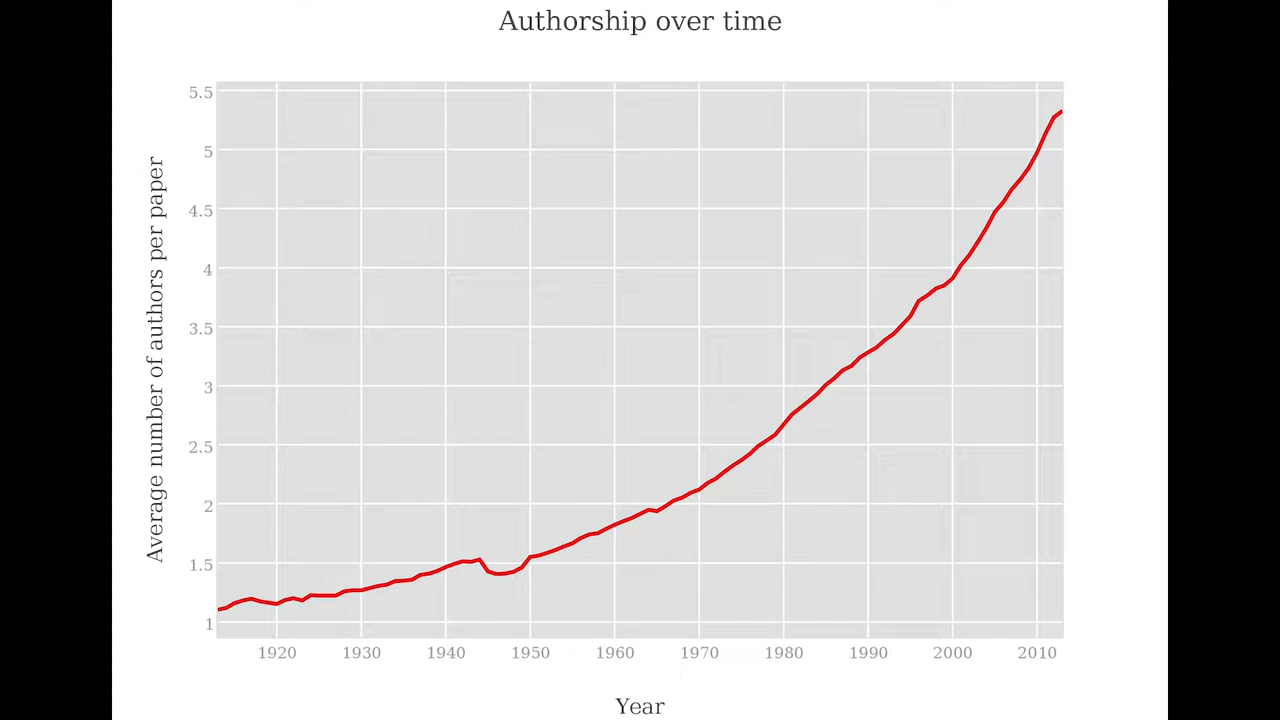 Authorship over time
Average number of authors per paper
5.5
5
4.5
4
3.5
3
2.5
2
1.5
1
1920 1930 1940 1950 1960 1970 1980 1990 2000 2010
Year